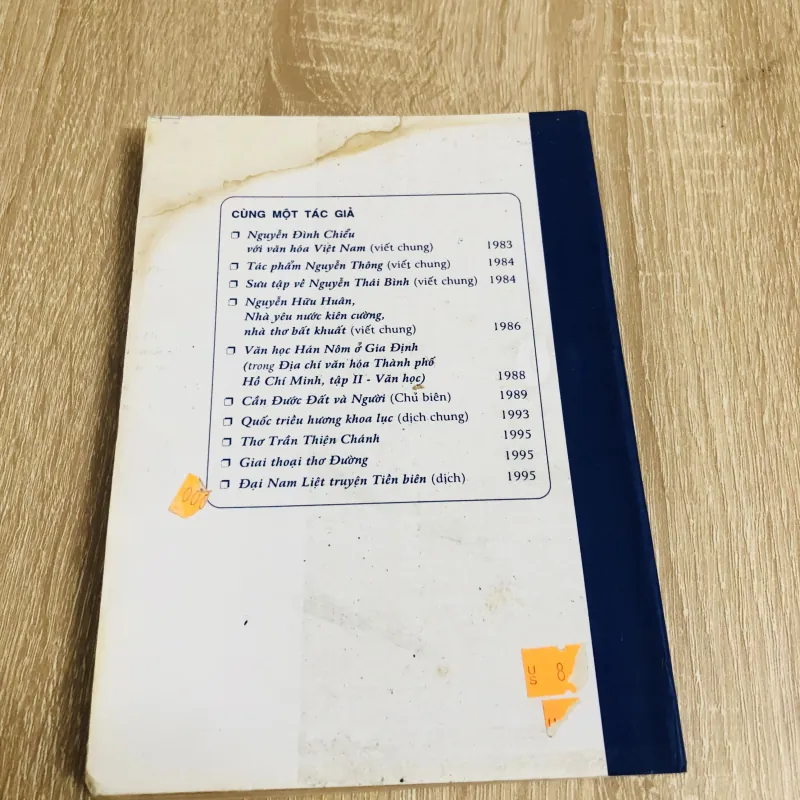 CÙNG MỘT TÁC GIẢ
❒ Nguyễn Đình Chiểu
với văn hóa Việt Nam (viết chung) 1983
❒ Tác phẩm Nguyễn Thông (viết chung) 1984
❒ Sưu tập về Nguyễn Thái Bình (viết chung) 1984
❒ Nguyễn Hữu Huân,
Nhà yêu nước kiên cường,
nhà thơ bất khuất (viết chung) 1986
❒ Văn học Hán Nôm ở Gia Định
(trong Địa chí văn hóa Thành phố
Hồ Chí Minh, tập II - Văn học) 1988
❒ Cần Đước Đất và Người (Chủ biên) 1989
❒ Quốc triều hương khoa lục (dịch chung) 1993
❒ Thơ Trần Thiện Chánh 1995
❒ Giai thoại thơ Đường 1995
❒ Đại Nam Liệt truyện Tiền biên (dịch) 1995
00
US 8